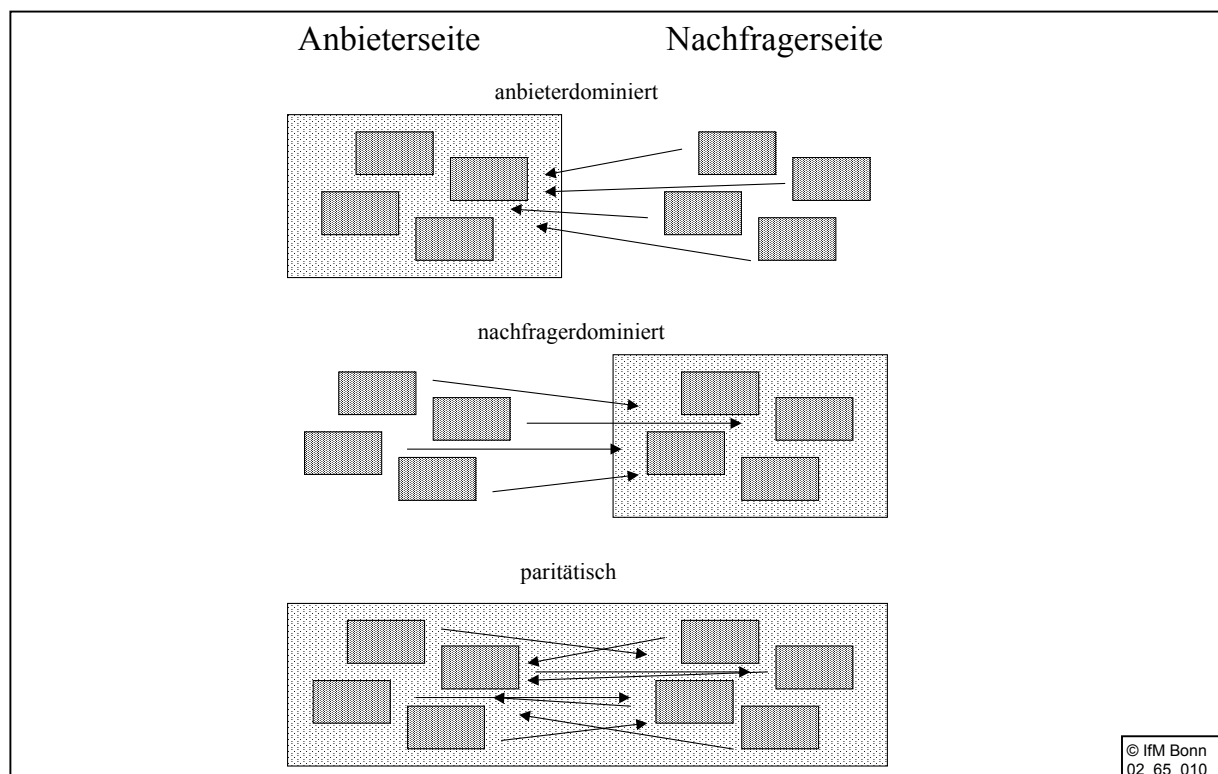 Anbieterseite
Nachfragerseite
anbieterdominiert
nachfragerdominiert
paritätisch
© IfM Bonn
02 65 010